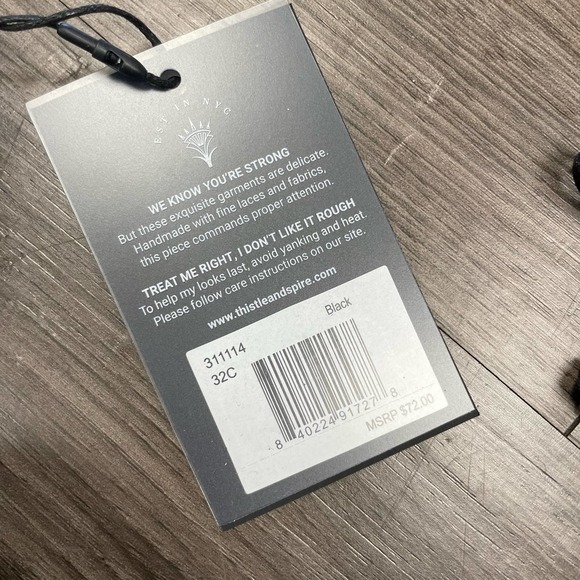 EST IN NYC
WE KNOW YOU'RE STRONG
But these exquisite garments are delicate.
Handmade with fine laces and fabrics,
this piece commands proper attention.
TREAT ME RIGHT, I DON'T LIKE IT ROUGH
To help my looks last, avoid yanking and heat.
Please follow care instructions on our site.
www.thistleandspire.com
311114 Black
32C
8 40224 91727 8
MSRP $72.00